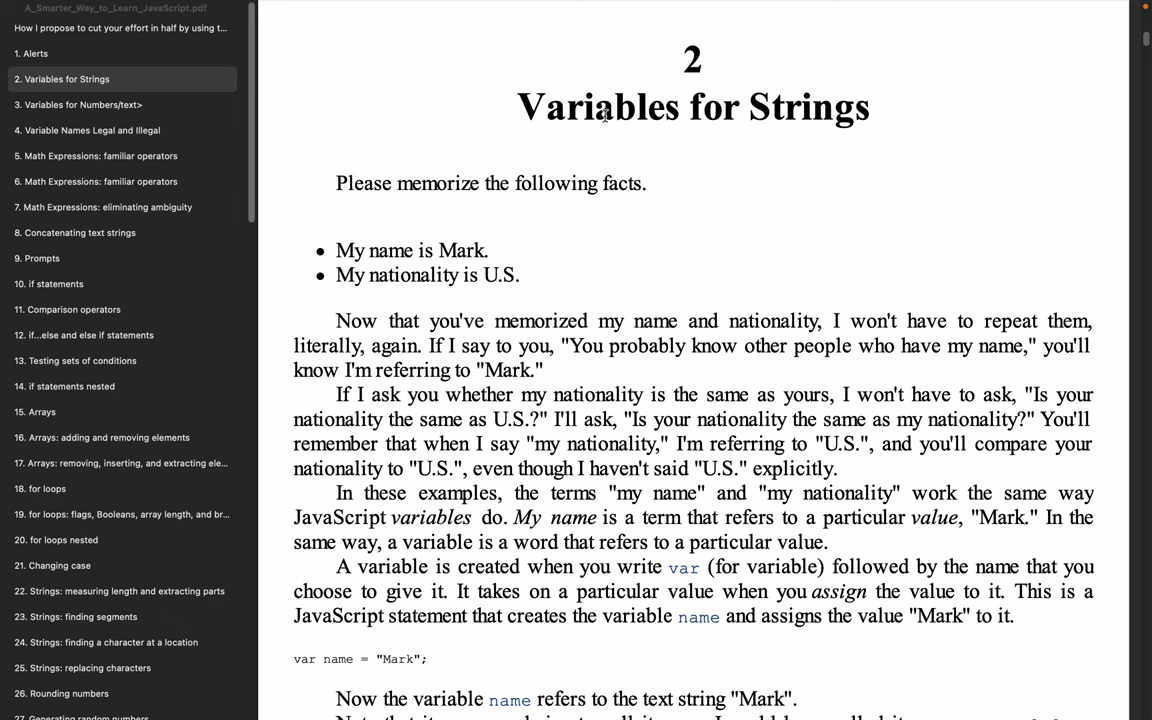 A_Smarter_Way_to_Learn_JavaScript.pdf
How I propose to cut your effort in half by using t...
1. Alerts
2. Variables for Strings
3. Variables for Numbers/text>
4. Variable Names Legal and Illegal
5. Math Expressions: familiar operators
6. Math Expressions: familiar operators
7. Math Expressions: eliminating ambiguity
8. Concatenating text strings
9. Prompts
10. if statements
11. Comparison operators
12. if...else and else if statements
13. Testing sets of conditions
14. if statements nested
15. Arrays
16. Arrays: adding and removing elements
17. Arrays: removing, inserting, and extracting ele...
18. for loops
19. for loops: flags, Booleans, array length, and br...
20. for loops nested
21. Changing case
22. Strings: measuring length and extracting parts
23. Strings: finding segments
24. Strings: finding a character at a location
25. Strings: replacing characters
26. Rounding numbers
27. Generating random numbers
2
Variables for Strings
Please memorize the following facts.
• My name is Mark.
• My nationality is U.S.
Now that you've memorized my name and nationality, I won't have to repeat them,
literally, again. If I say to you, "You probably know other people who have my name," you'll
know I'm referring to "Mark."
If I ask you whether my nationality is the same as yours, I won't have to ask, "Is your
nationality the same as U.S.?" I'll ask, "Is your nationality the same as my nationality?" You'll
remember that when I say "my nationality," I'm referring to "U.S.", and you'll compare your
nationality to "U.S.", even though I haven't said "U.S." explicitly.
In these examples, the terms "my name" and "my nationality" work the same way
JavaScript variables do. My name is a term that refers to a particular value, "Mark." In the
same way, a variable is a word that refers to a particular value.
A variable is created when you write var (for variable) followed by the name that you
choose to give it. It takes on a particular value when you assign the value to it. This is a
JavaScript statement that creates the variable name and assigns the value "Mark" to it.
var name = "Mark";
Now the variable name refers to the text string "Mark".